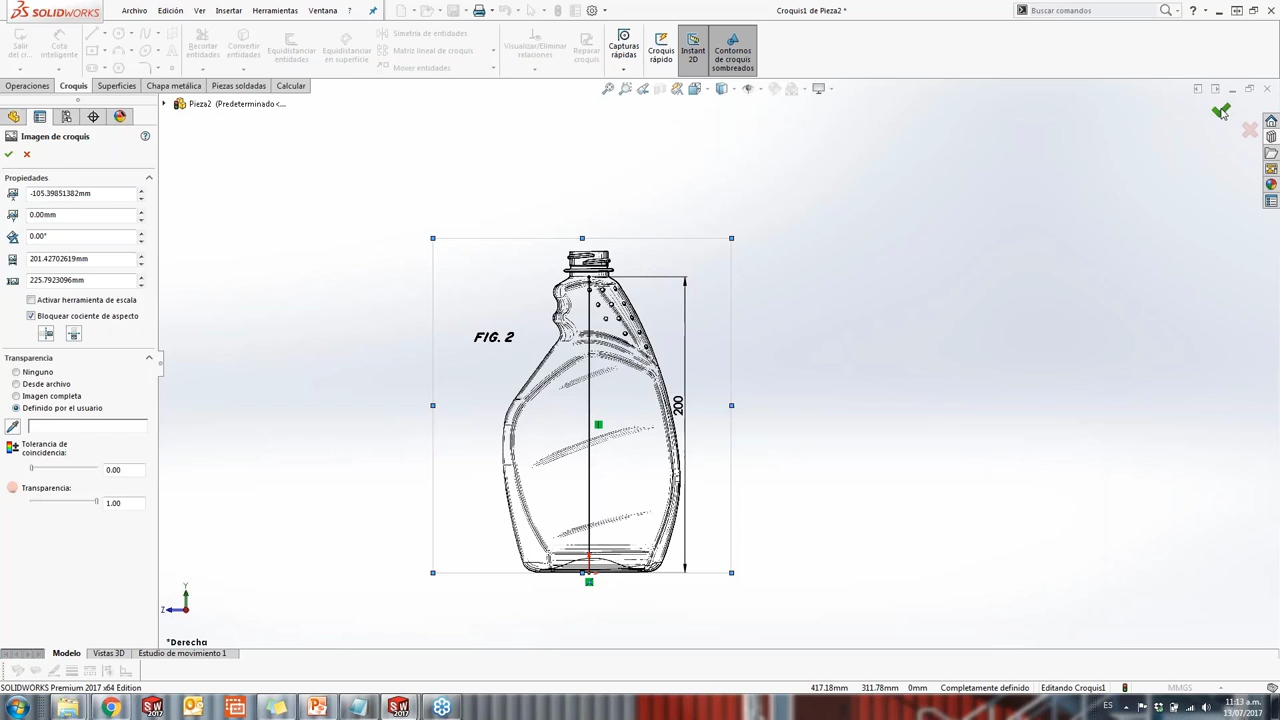 SOLIDWORKS
Archivo Edición Ver Insertar Herramientas Ventana
Croquis1 de Pieza2 *
Buscar comandos
Salir del cr...
Cota inteligente
Recortar entidades
Convertir entidades
Equidistanciar entidades
Equidistanciar en superficie
Simetría de entidades
Matriz lineal de croquis
Mover entidades
Visualizar/Eliminar relaciones
Reparar croquis
Capturas rápidas
Croquis rápido
Instant 2D
Contornos de croquis sombreados
Operaciones Croquis Superficies Chapa metálica Piezas soldadas Calcular
Pieza2 (Predeterminado <...
Imagen de croquis
Propiedades
-105.39851382mm
0.00mm
0.00°
201.42702619mm
225.7923096mm
Activar herramienta de escala
Bloquear cociente de aspecto
Transparencia
Ninguno
Desde archivo
Imagen completa
Definido por el usuario
Tolerancia de coincidencia:
0.00
Transparencia:
1.00
FIG. 2
200
Y
Z
*Derecha
Modelo Vistas 3D Estudio de movimiento 1
SOLIDWORKS Premium 2017 x64 Edition
417.18mm 311.78mm 0mm Completamente definido Editando Croquis1 MMGS
ES
11:13 a.m.
13/07/2017